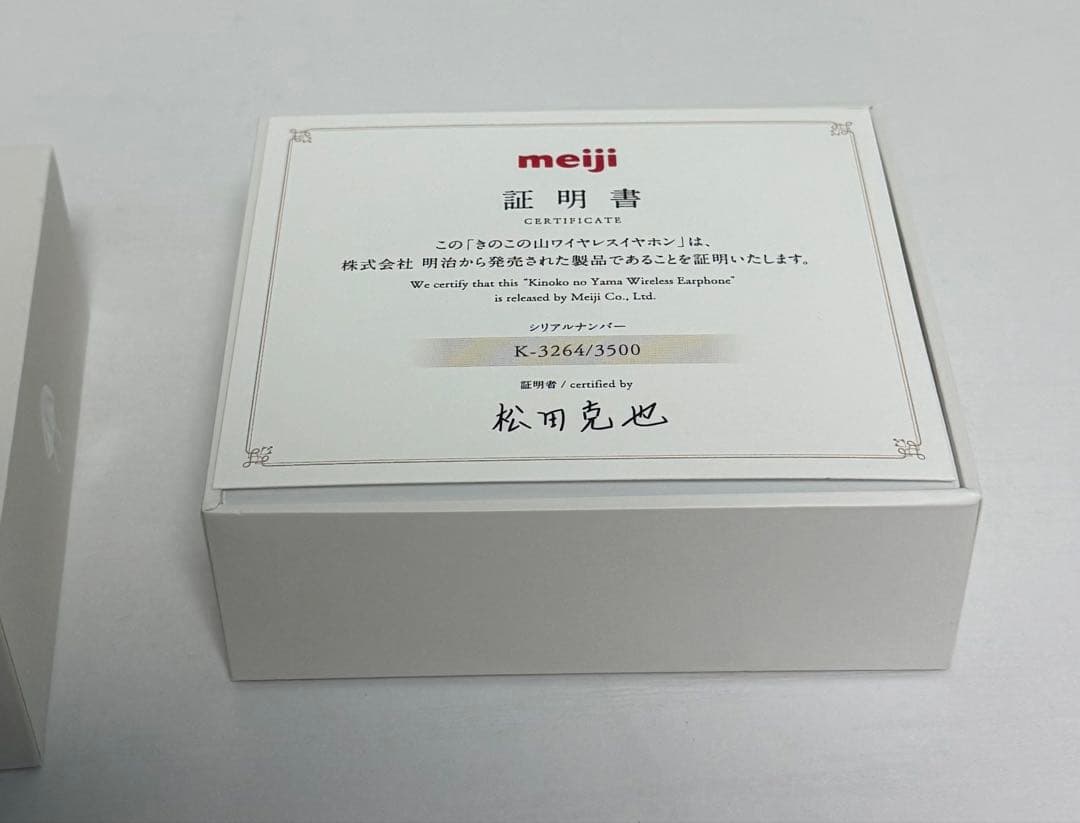 meiji
証明書
CERTIFICATE
この「きのこの山ワイヤレスイヤホン」は、
株式会社 明治から発売された製品であることを証明いたします。
We certify that this "Kinoko no Yama Wireless Earphone"
is released by Meiji Co., Ltd.
シリアルナンバー
K-3264/3500
証明者 / certified by
松田克也